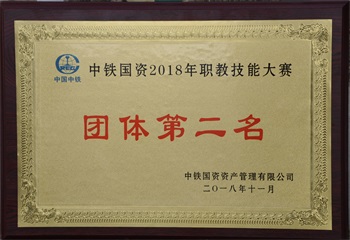 中国中铁
中铁国资2018年职教技能大赛
团体第二名
中铁国资资产管理有限公司
二〇一八年十一月